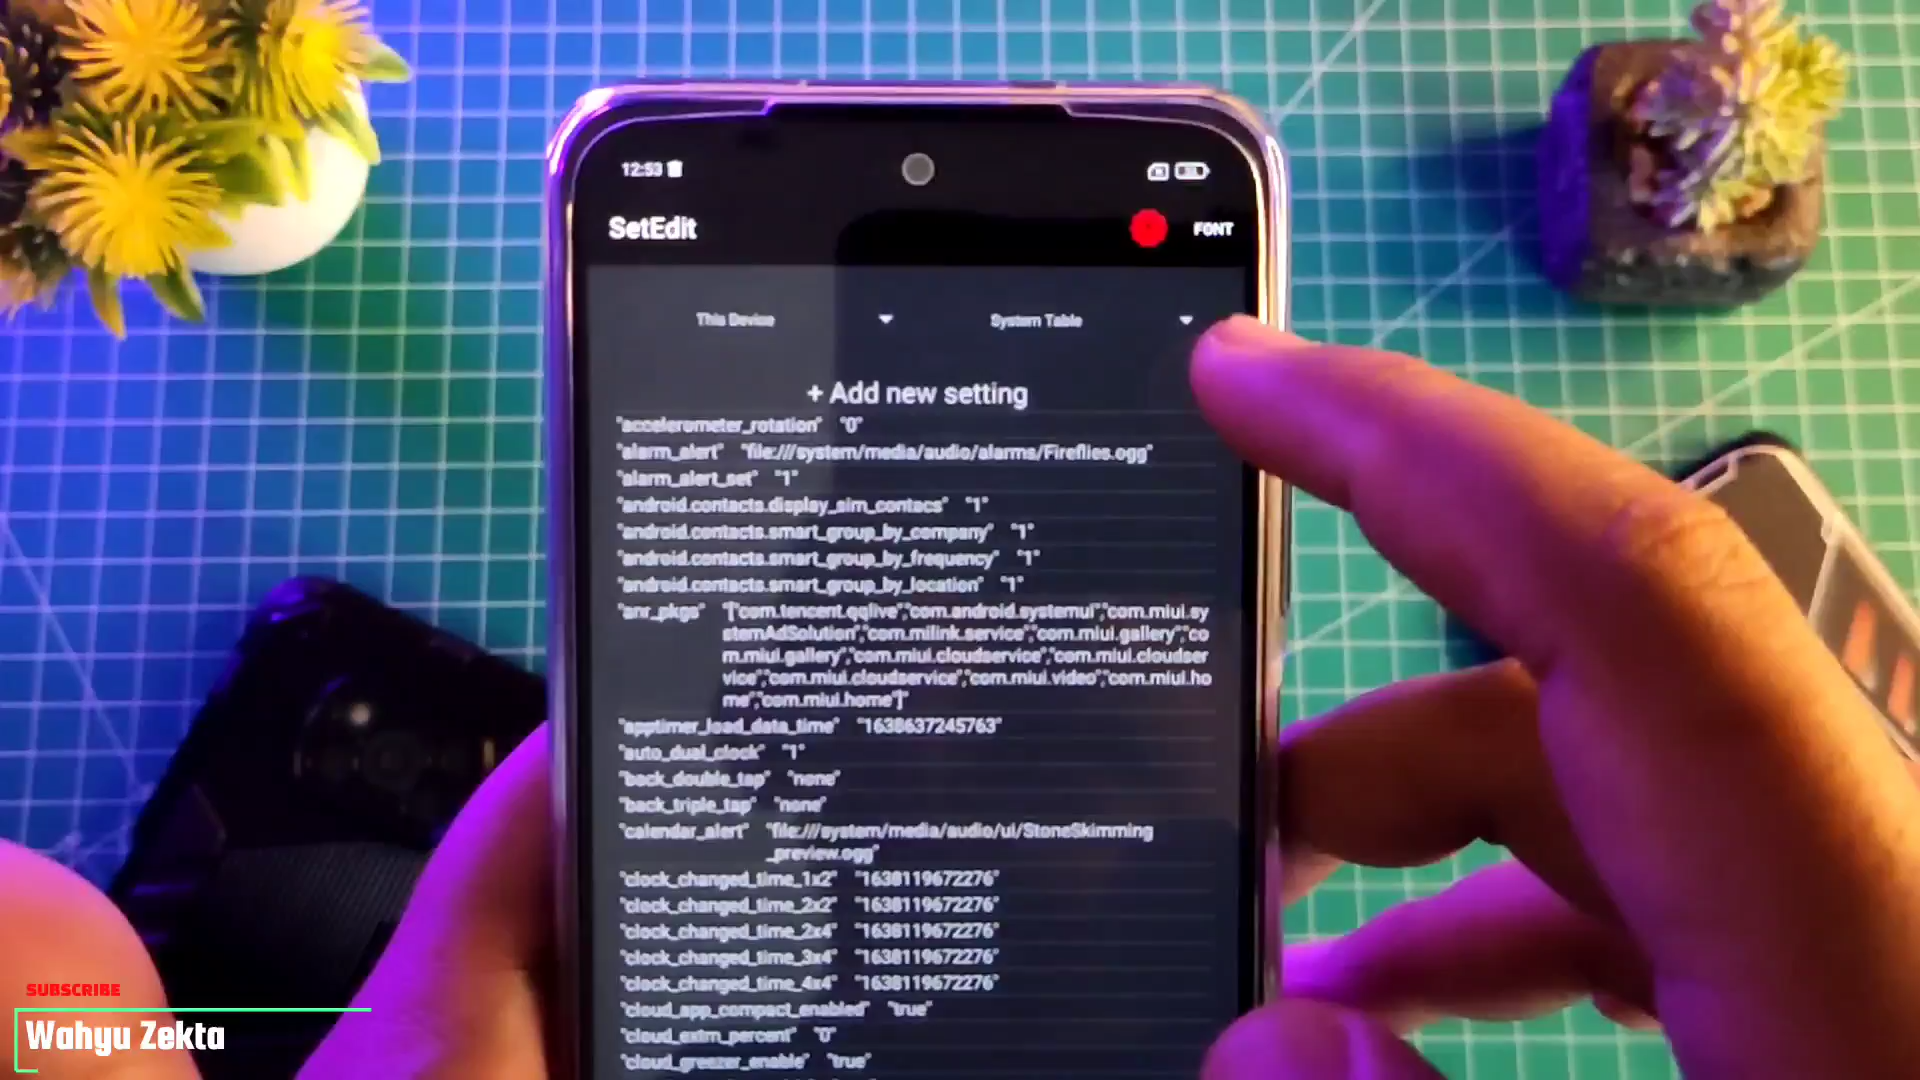 12:53
SetEdit
FONT
This Device
System Table
+ Add new setting
"accelerometer_rotation" "0"
"alarm_alert" "file:///system/media/audio/alarms/Fireflies.ogg"
"alarm_alert_set" "1"
"android.contacts.display_sim_contacs" "1"
"android.contacts.smart_group_by_company" "1"
"android.contacts.smart_group_by_frequency" "1"
"android.contacts.smart_group_by_location" "1"
"anr_pkgs" "["com.tencent.qqlive","com.android.systemui","com.miui.sy
stemAdSolution","com.milink.service","com.miui.gallery","co
m.miui.gallery","com.miui.cloudservice","com.miui.cloudser
vice","com.miui.cloudservice","com.miui.video","com.miui.ho
me","com.miui.home"]"
"apptimer_load_data_time" "1638637245763"
"auto_dual_clock" "1"
"back_double_tap" "none"
"back_triple_tap" "none"
"calendar_alert" "file:///system/media/audio/ui/StoneSkimming
_preview.ogg"
"clock_changed_time_1x2" "1638119672276"
"clock_changed_time_2x2" "1638119672276"
"clock_changed_time_2x4" "1638119672276"
"clock_changed_time_3x4" "1638119672276"
"clock_changed_time_4x4" "1638119672276"
"cloud_app_compact_enabled" "true"
"cloud_extm_percent" "0"
"cloud_greezer_enable" "true"
SUBSCRIBE
Wahyu Zekta